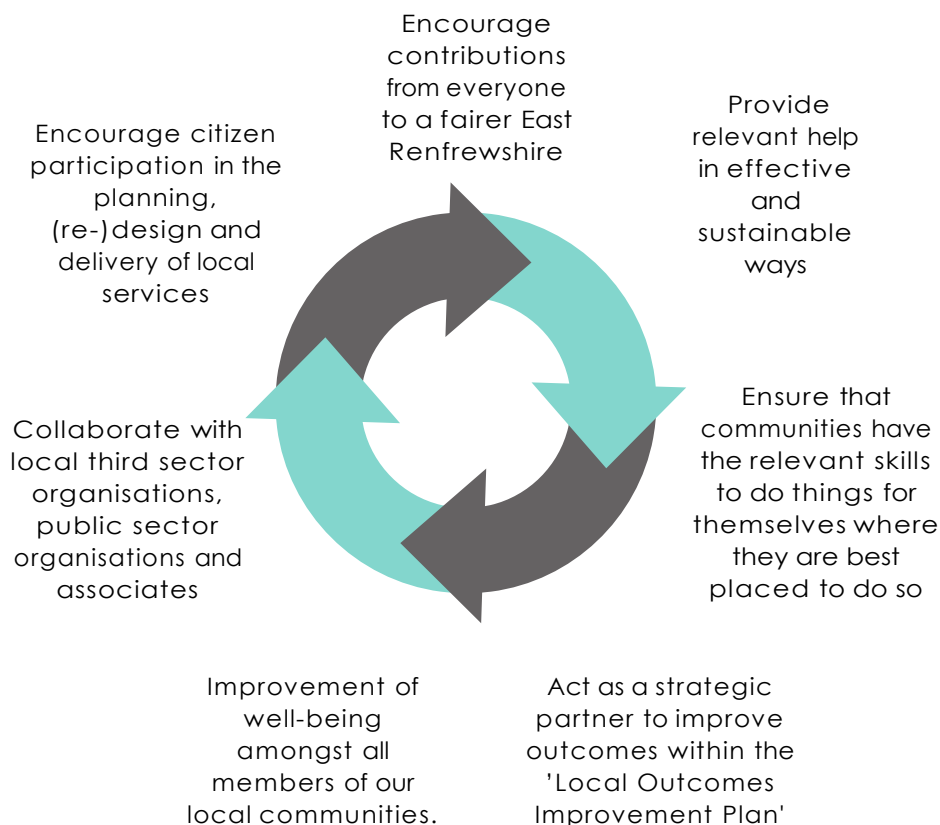 Encourage
contributions
from everyone
to a fairer East
Renfrewshire
Provide
relevant help
in effective
and
sustainable
ways
Ensure that
communities have
the relevant skills
to do things for
themselves where
they are best
placed to do so
Act as a strategic
partner to improve
outcomes within the
'Local Outcomes
Improvement Plan'
Improvement of
well-being
amongst all
members of our
local communities.
Collaborate with
local third sector
organisations,
public sector
organisations and
associates
Encourage citizen
participation in the
planning,
(re-)design and
delivery of local
services